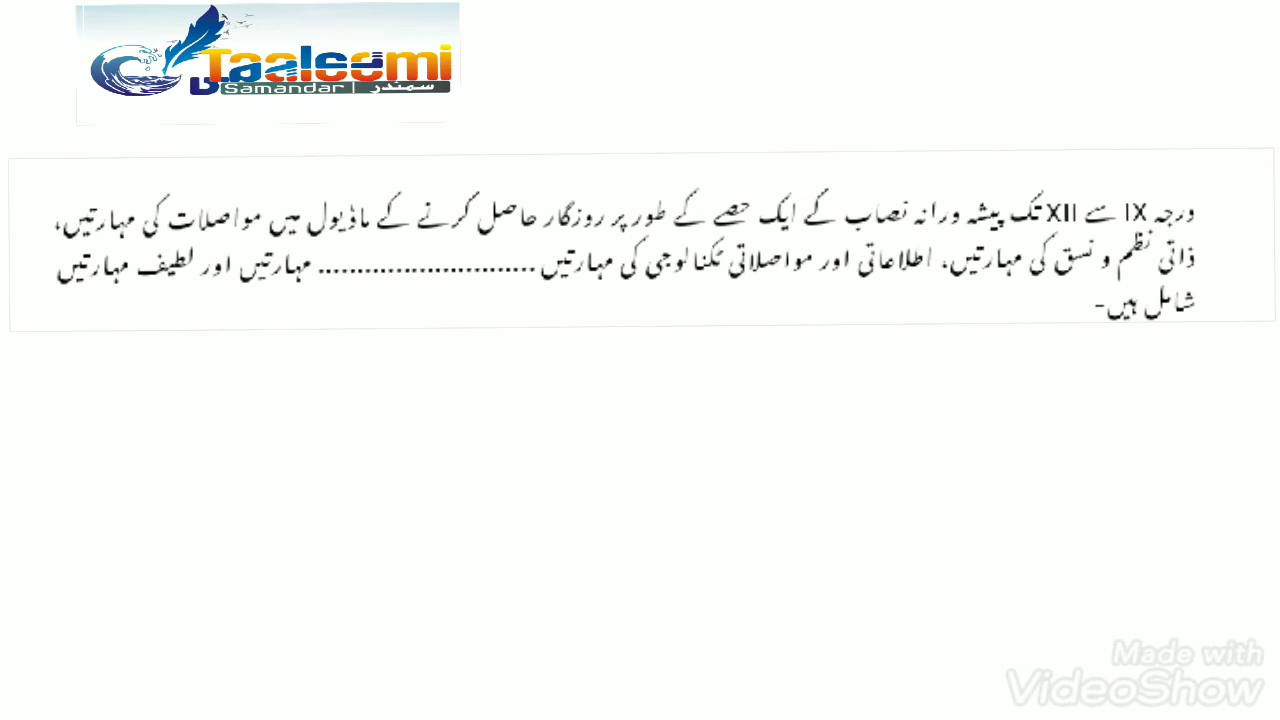 Taaleemi
کا
Samandar | سمندر
ورجہ IX سے XII تک پیشہ ورانہ نصاب کے ایک حصے کے طور پر روزگار حاصل کرنے کے ماڈیول میں مواصلات کی مہارتیں،
ذاتی نظم و نسق کی مہارتیں، اطلاعاتی اور مواصلاتی ٹکنالوجی کی مہارتیں ............................ مہارتیں اور لطیف مہارتیں
شامل ہیں-
Made with
VideoShow